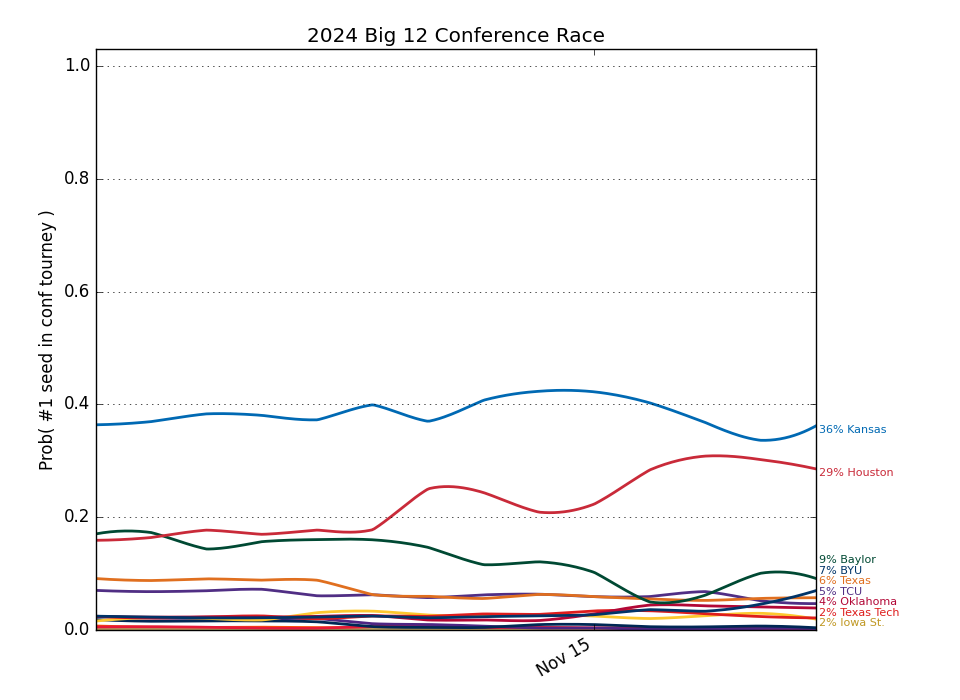 2024 Big 12 Conference Race
1.0
0.8
0.6
0.4
0.2
0.0
Prob( #1 seed in conf tourney )
Nov 15
36% Kansas
29% Houston
9% Baylor
7% BYU
6% Texas
5% TCU
4% Oklahoma
2% Texas Tech
2% Iowa St.